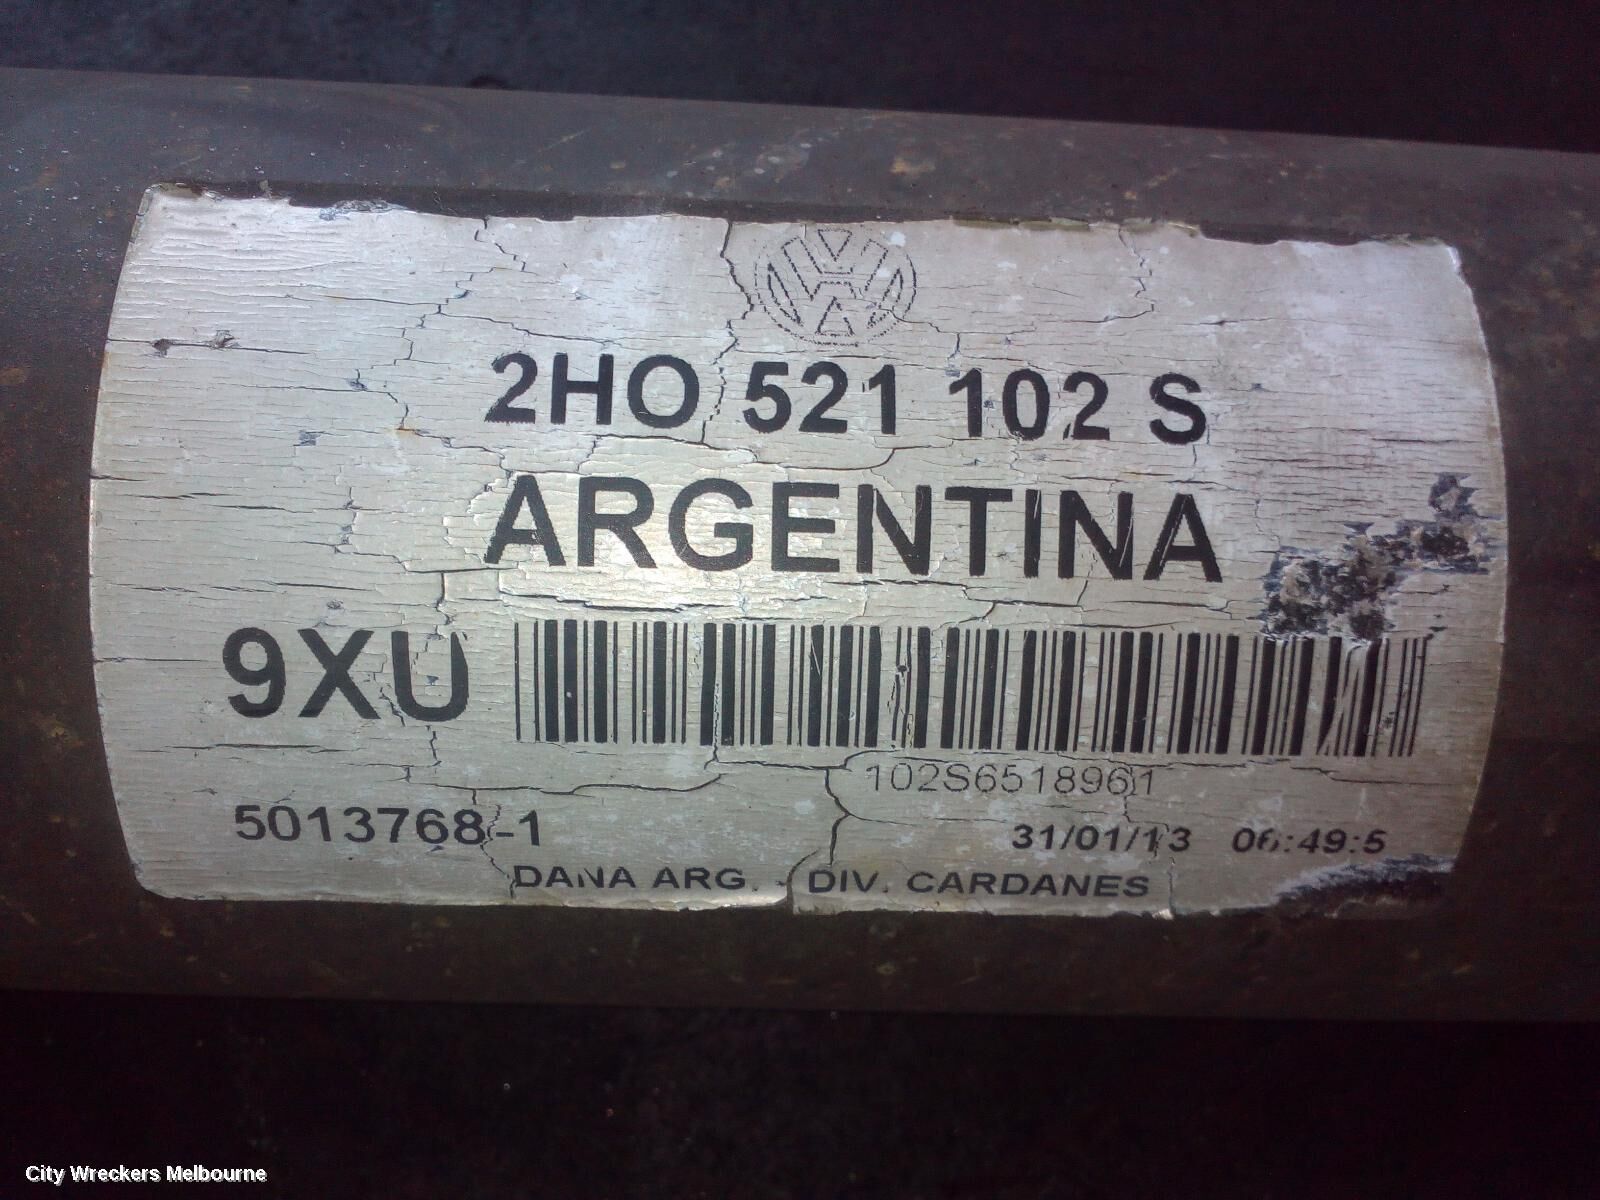 2HO 521 102 S
ARGENTINA
9XU
102S6518961
5013768-1
31/01/13 06:49:5
DANA ARG. - DIV. CARDANES
City Wreckers Melbourne